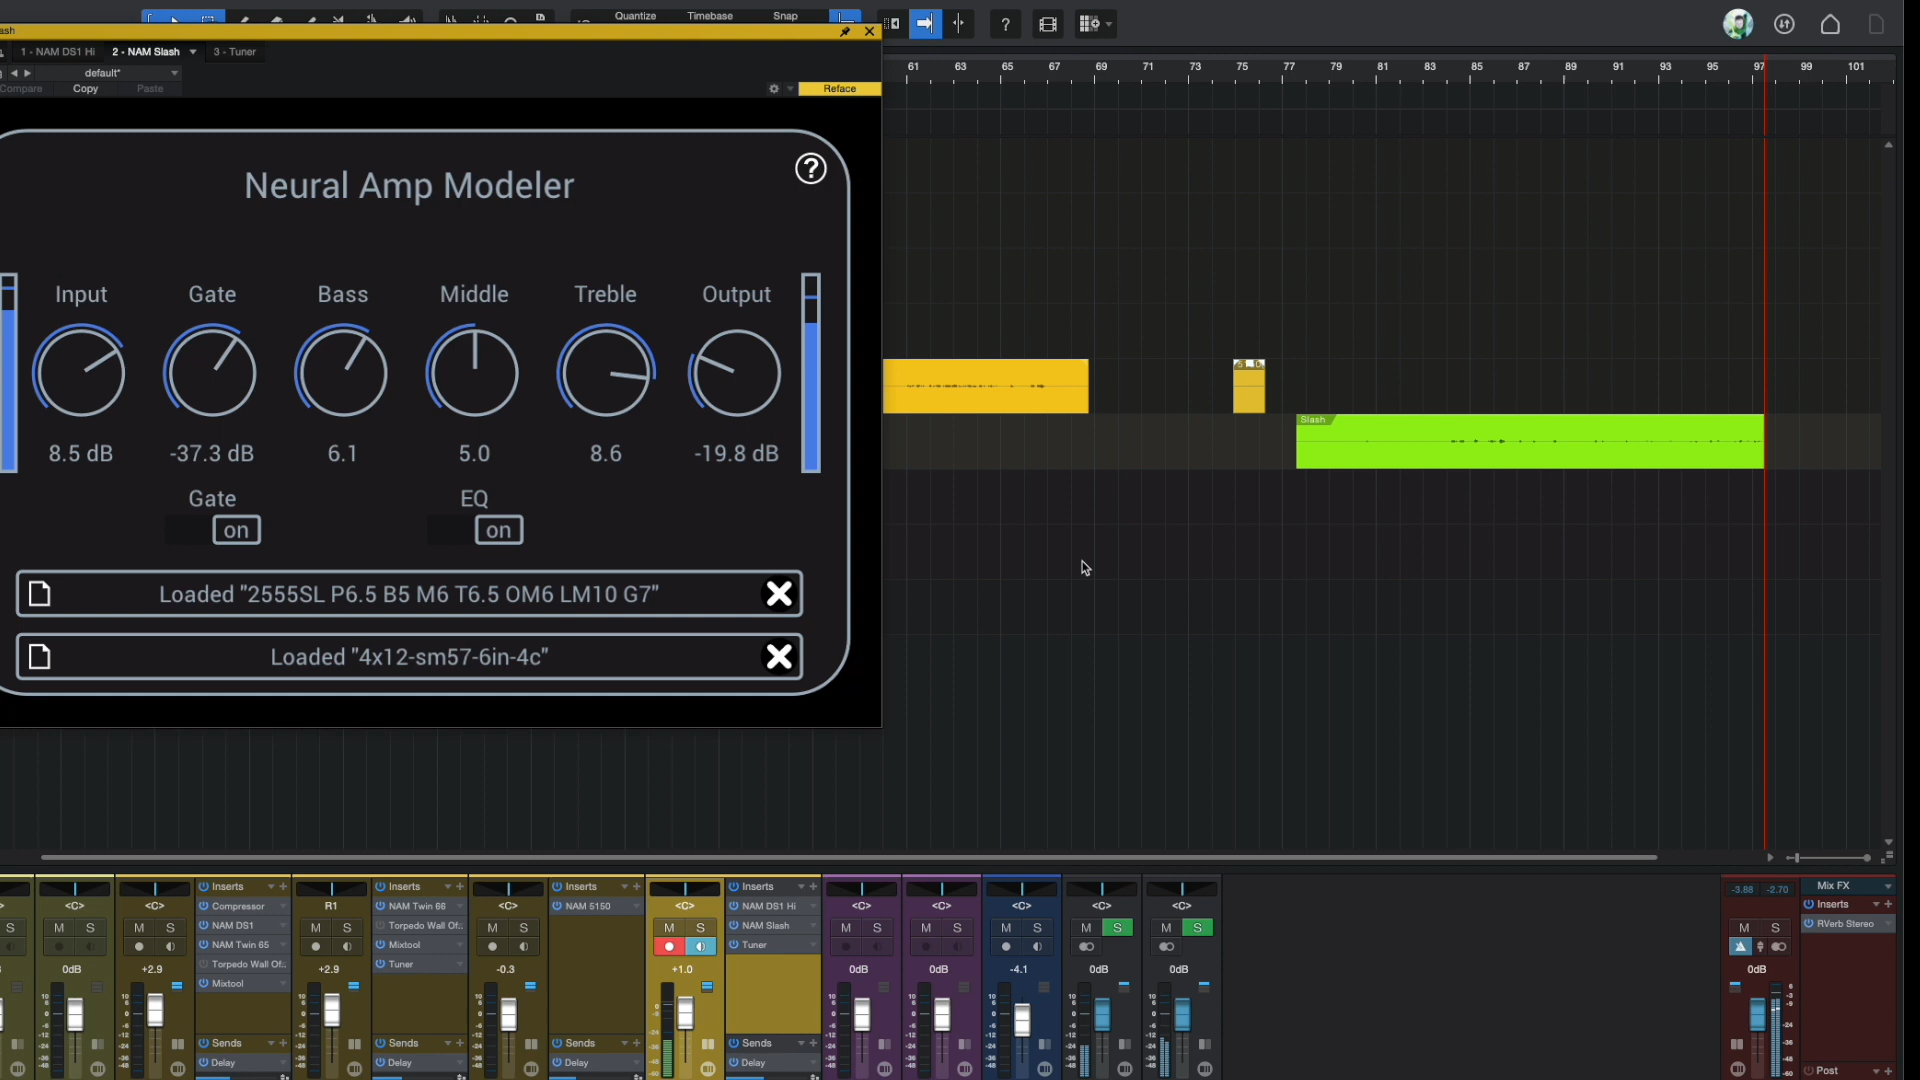 Quantize Timebase Snap
ash
1 - NAM DS1 Hi 2 - NAM Slash 3 - Tuner
default*
Compare Copy Paste
Reface
61 63 65 67 69 71 73 75 77 79 81 83 85 87 89 91 93 95 97 99 101
Neural Amp Modeler
?
Input Gate Bass Middle Treble Output
8.5 dB -37.3 dB 6.1 5.0 8.6 -19.8 dB
Gate EQ
on on
Loaded "2555SL P6.5 B5 M6 T6.5 OM6 LM10 G7"
Loaded "4x12-sm57-6in-4c"
Slash
Inserts Inserts Inserts Inserts -3.88 -2.70 Mix FX
<C> <C> Compressor R1 NAM Twin 66 <C> NAM 5150 <C> NAM DS1 Hi <C> <C> <C> <C> <C> Inserts
S M S M S NAM DS1 M S Torpedo Wall Of.. M S M S NAM Slash M S M S M S M S M S M S RVerb Stereo
NAM Twin 65 Mixtool Tuner
0dB +2.9 Torpedo Wall Of.. +2.9 Tuner -0.3 +1.0 0dB 0dB -4.1 0dB 0dB 0dB
Mixtool
Sends Sends Sends Sends
Delay Delay Delay Delay
Post